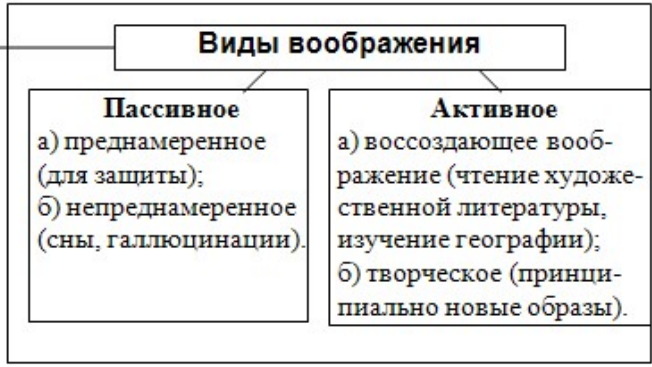 Виды воображения
Пассивное
а) преднамеренное
(для защиты);
б) непреднамеренное
(сны, галлюцинации).
Активное
а) воссоздающее вооб-
ражение (чтение художе-
ственной литературы,
изучение географии);
б) творческое (принци-
пиально новые образы).